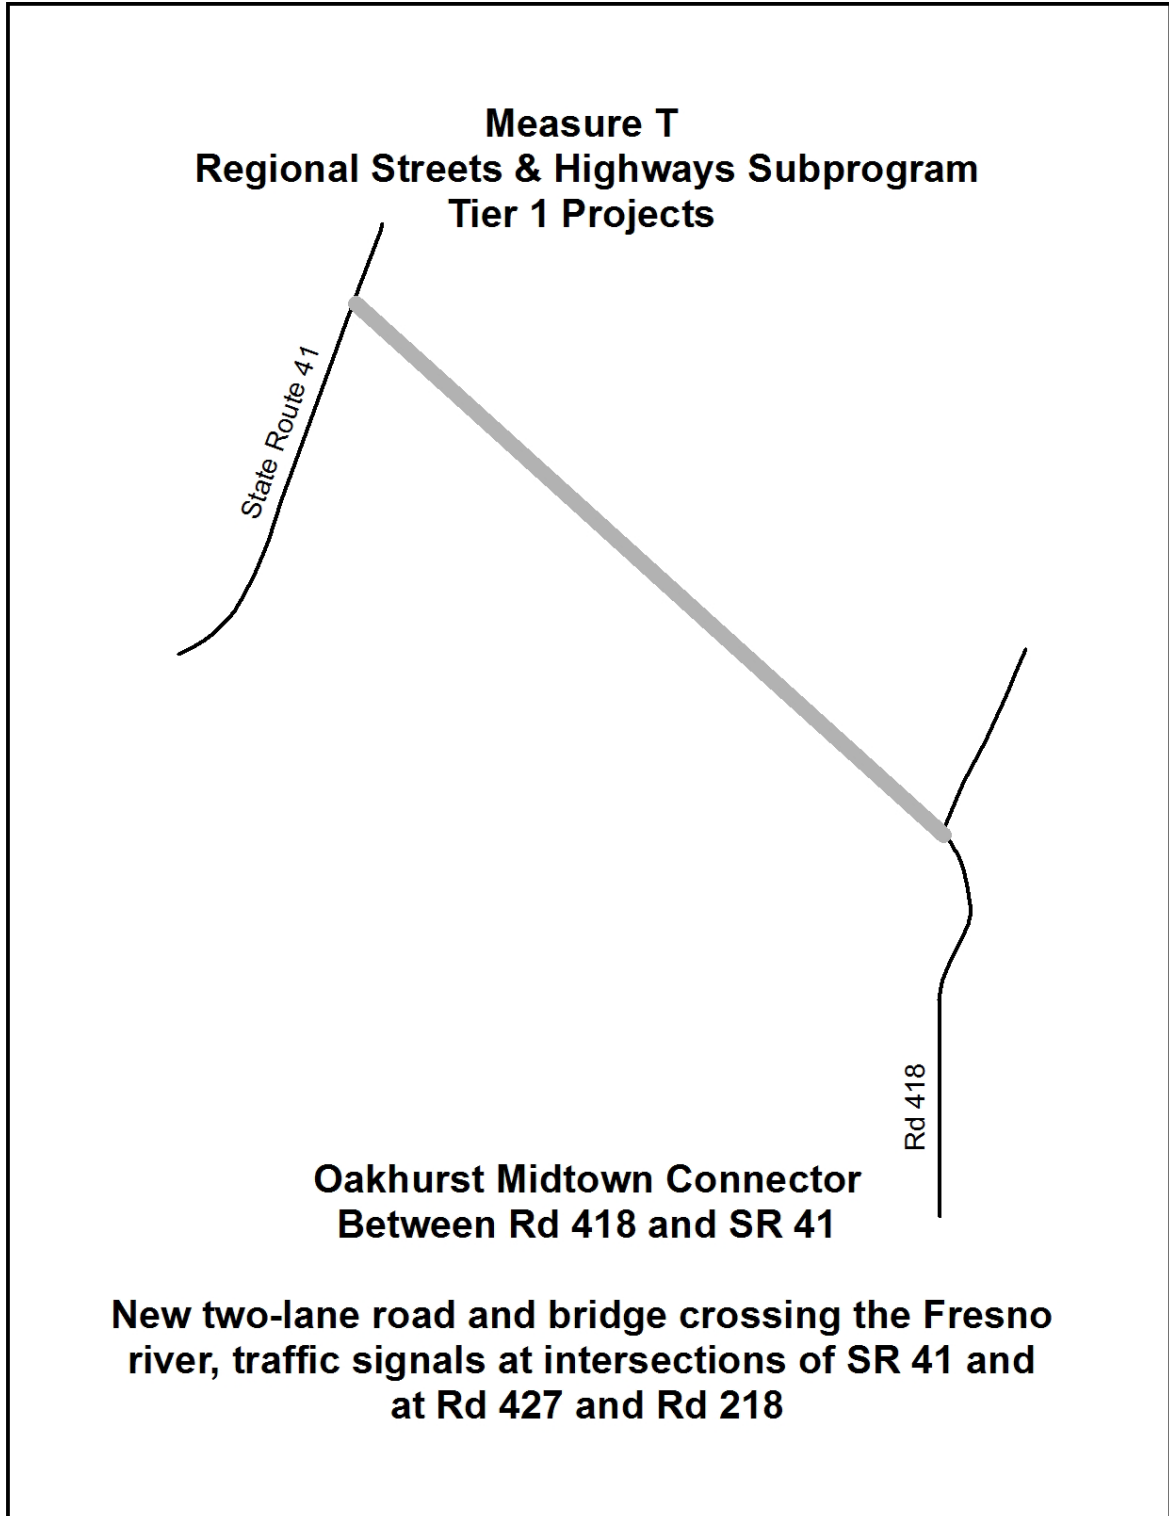 Measure T
Regional Streets & Highways Subprogram
Tier 1 Projects
State Route 41
Rd 418
Oakhurst Midtown Connector
Between Rd 418 and SR 41
New two-lane road and bridge crossing the Fresno
river, traffic signals at intersections of SR 41 and
at Rd 427 and Rd 218